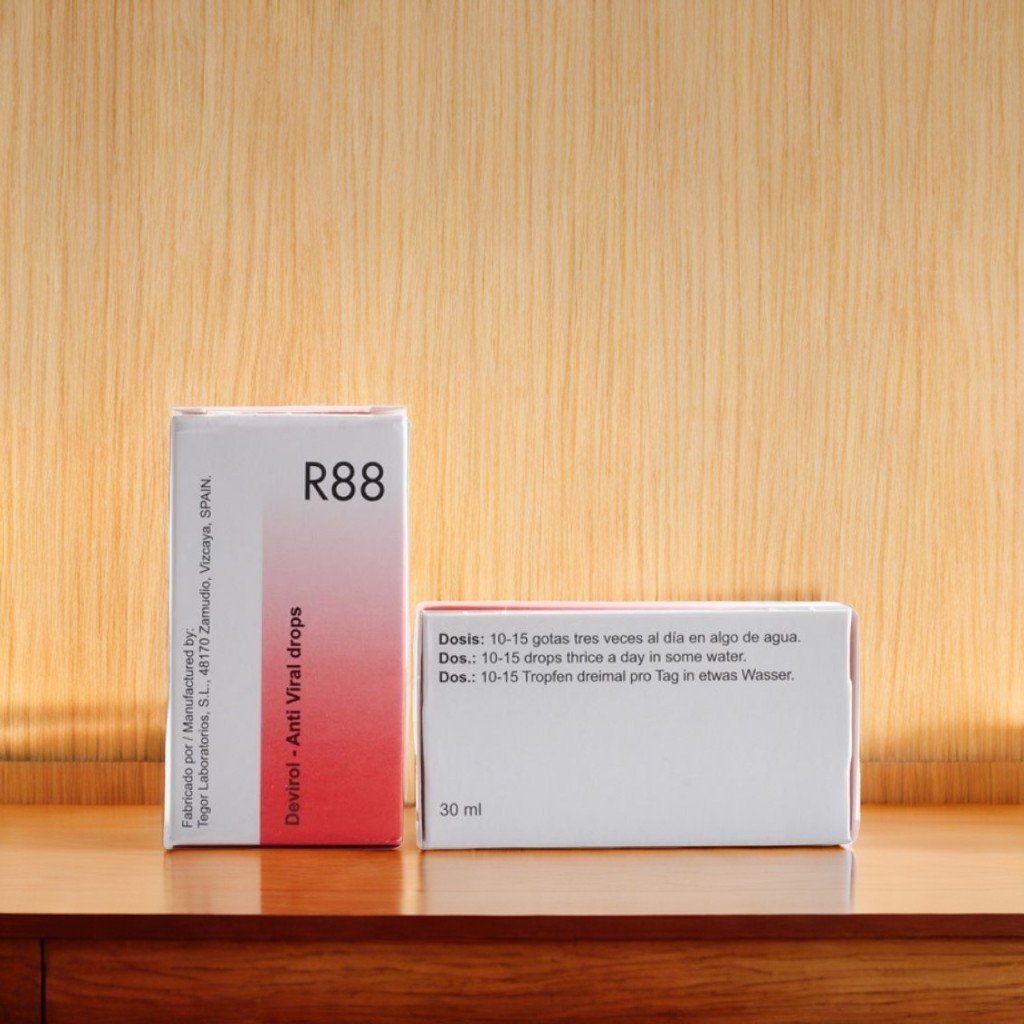 R88
Devirol - Anti Viral drops
Fabricado por / Manufactured by:
Tegor Laboratorios, S.L., 48170 Zamudio, Vizcaya, SPAIN.
Dosis: 10-15 gotas tres veces al día en algo de agua.
Dos.: 10-15 drops thrice a day in some water.
Dos.: 10-15 Tropfen dreimal pro Tag in etwas Wasser.
30 ml